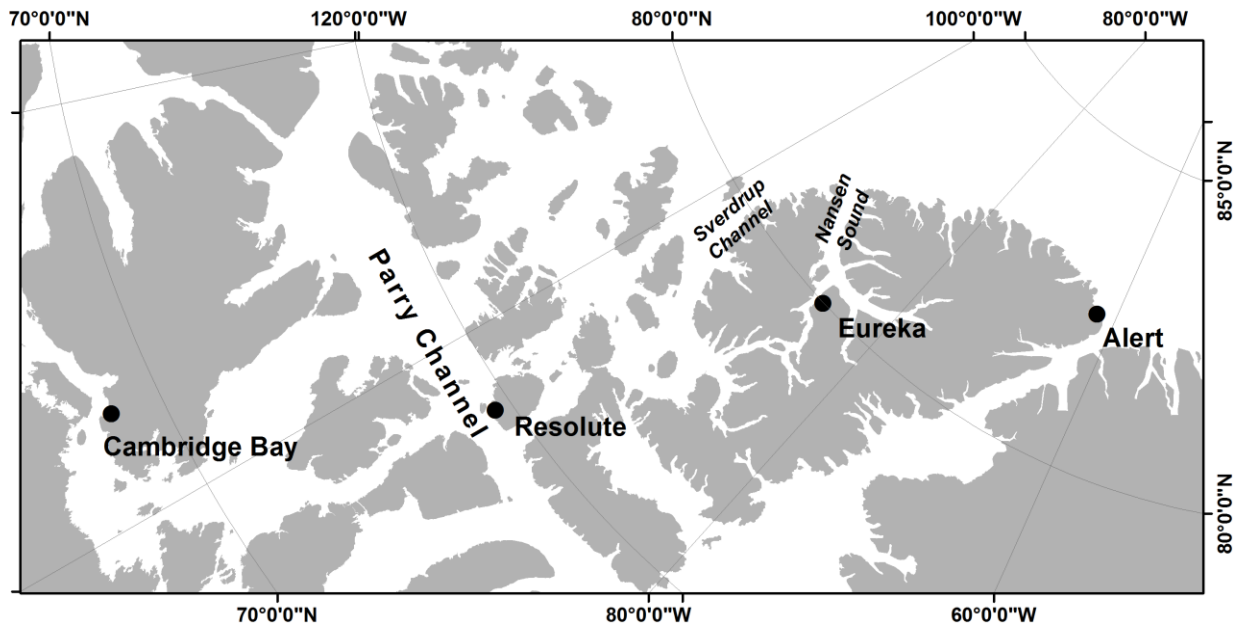 70°0'0"N 120°0'0"W 80°0'0"N 100°0'0"W 80°0'0"W
85°0'0"N
Sverdrup
Channel
Nansen
Sound
Parry Channel
Eureka
Alert
Resolute
Cambridge Bay
80°0'0"N
70°0'0"N 80°0'0"W 60°0'0"W